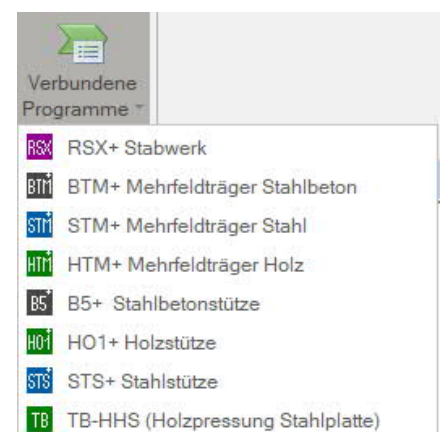 Verbundene
Programme
RSX RSX+ Stabwerk
BTM+ BTM+ Mehrfeldträger Stahlbeton
STM+ STM+ Mehrfeldträger Stahl
HTM+ HTM+ Mehrfeldträger Holz
B5+ B5+ Stahlbetonstütze
HO1+ HO1+ Holzstütze
STS+ STS+ Stahlstütze
TB TB-HHS (Holzpressung Stahlplatte)